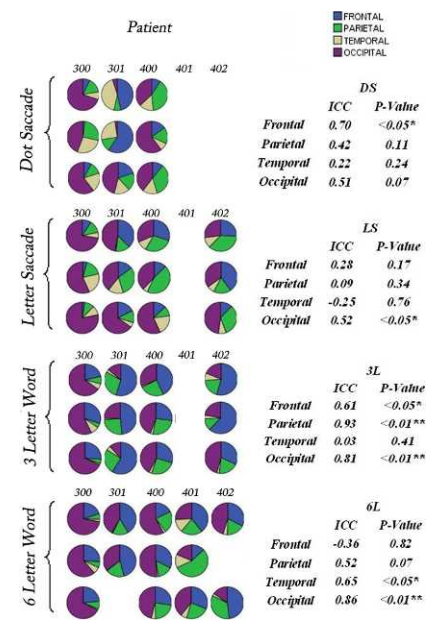 Patient
FRONTAL
PARIETAL
TEMPORAL
OCCIPITAL
300 301 400 401 402
Dot Saccade
DS
ICC P-Value
Frontal 0.70 <0.05*
Parietal 0.42 0.11
Temporal 0.22 0.24
Occipital 0.51 0.07
300 301 400 401 402
Letter Saccade
LS
ICC P-Value
Frontal 0.28 0.17
Parietal 0.09 0.34
Temporal -0.25 0.76
Occipital 0.52 <0.05*
300 301 400 401 402
3 Letter Word
3L
ICC P-Value
Frontal 0.61 <0.05*
Parietal 0.93 <0.01**
Temporal 0.03 0.41
Occipital 0.81 <0.01**
300 301 400 401 402
6 Letter Word
6L
ICC P-Value
Frontal -0.36 0.82
Parietal 0.52 0.07
Temporal 0.65 <0.05*
Occipital 0.86 <0.01**